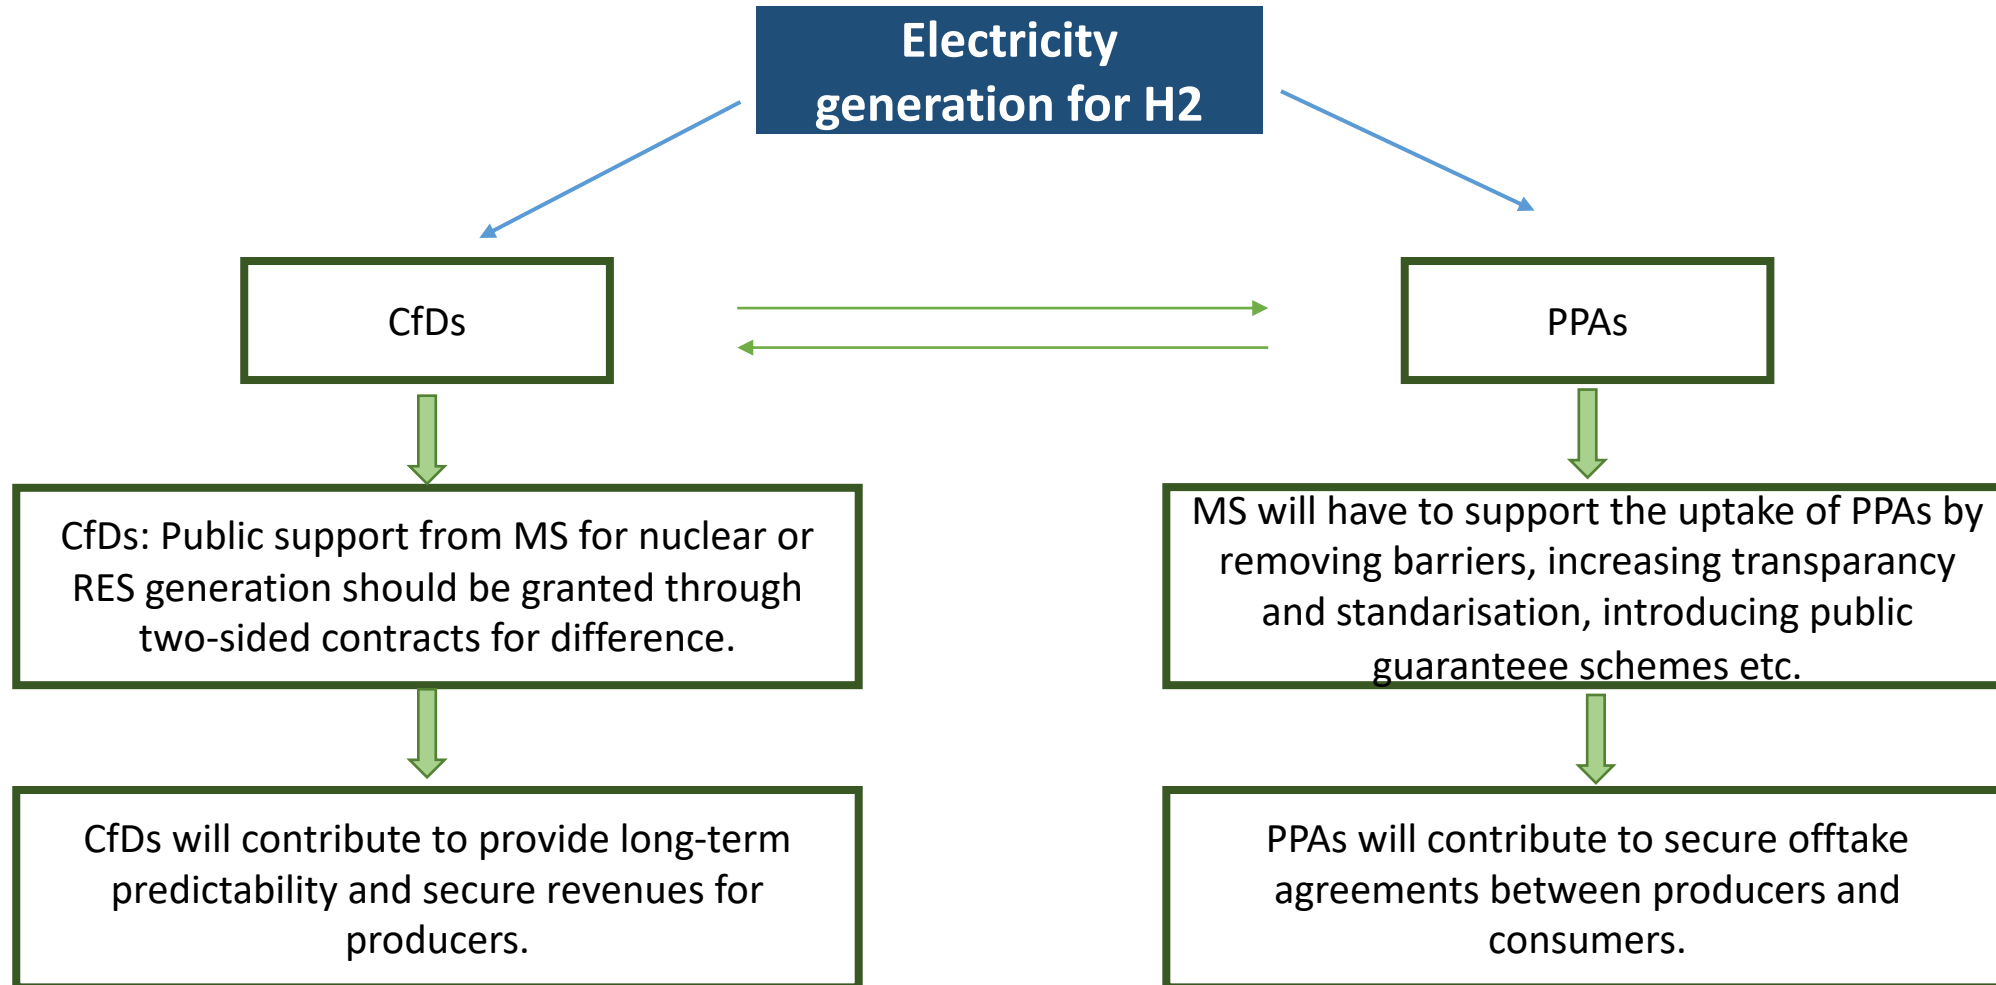 Electricity
generation for H2
CfDs
PPAs
CfDs: Public support from MS for nuclear or
RES generation should be granted through
two-sided contracts for difference.
MS will have to support the uptake of PPAs by
removing barriers, increasing transparancy
and standarisation, introducing public
guaranteee schemes etc.
CfDs will contribute to provide long-term
predictability and secure revenues for
producers.
PPAs will contribute to secure offtake
agreements between producers and
consumers.